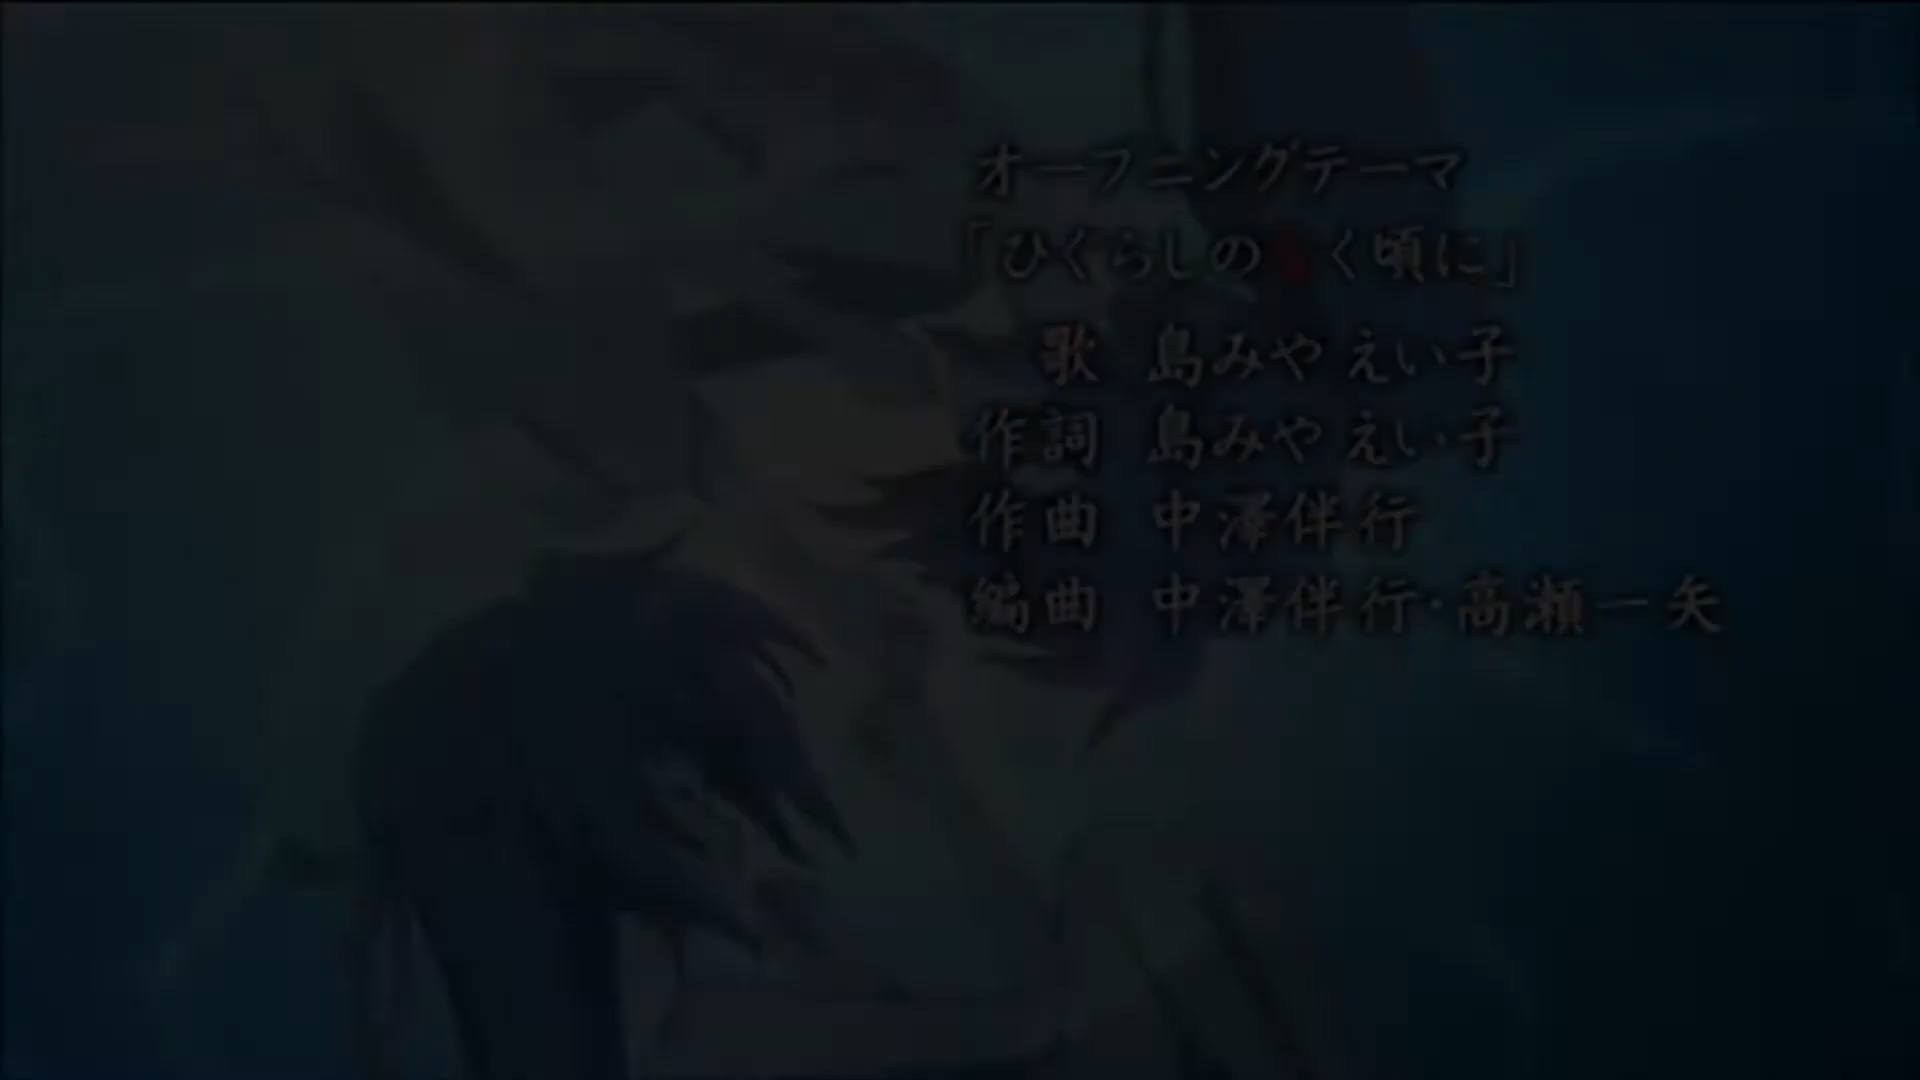 オープニングテーマ
「ひぐらしのなく頃に」
歌 島みやえい子
作詞 島みやえい子
作曲 中澤伴行
編曲 中澤伴行・高瀬一矢